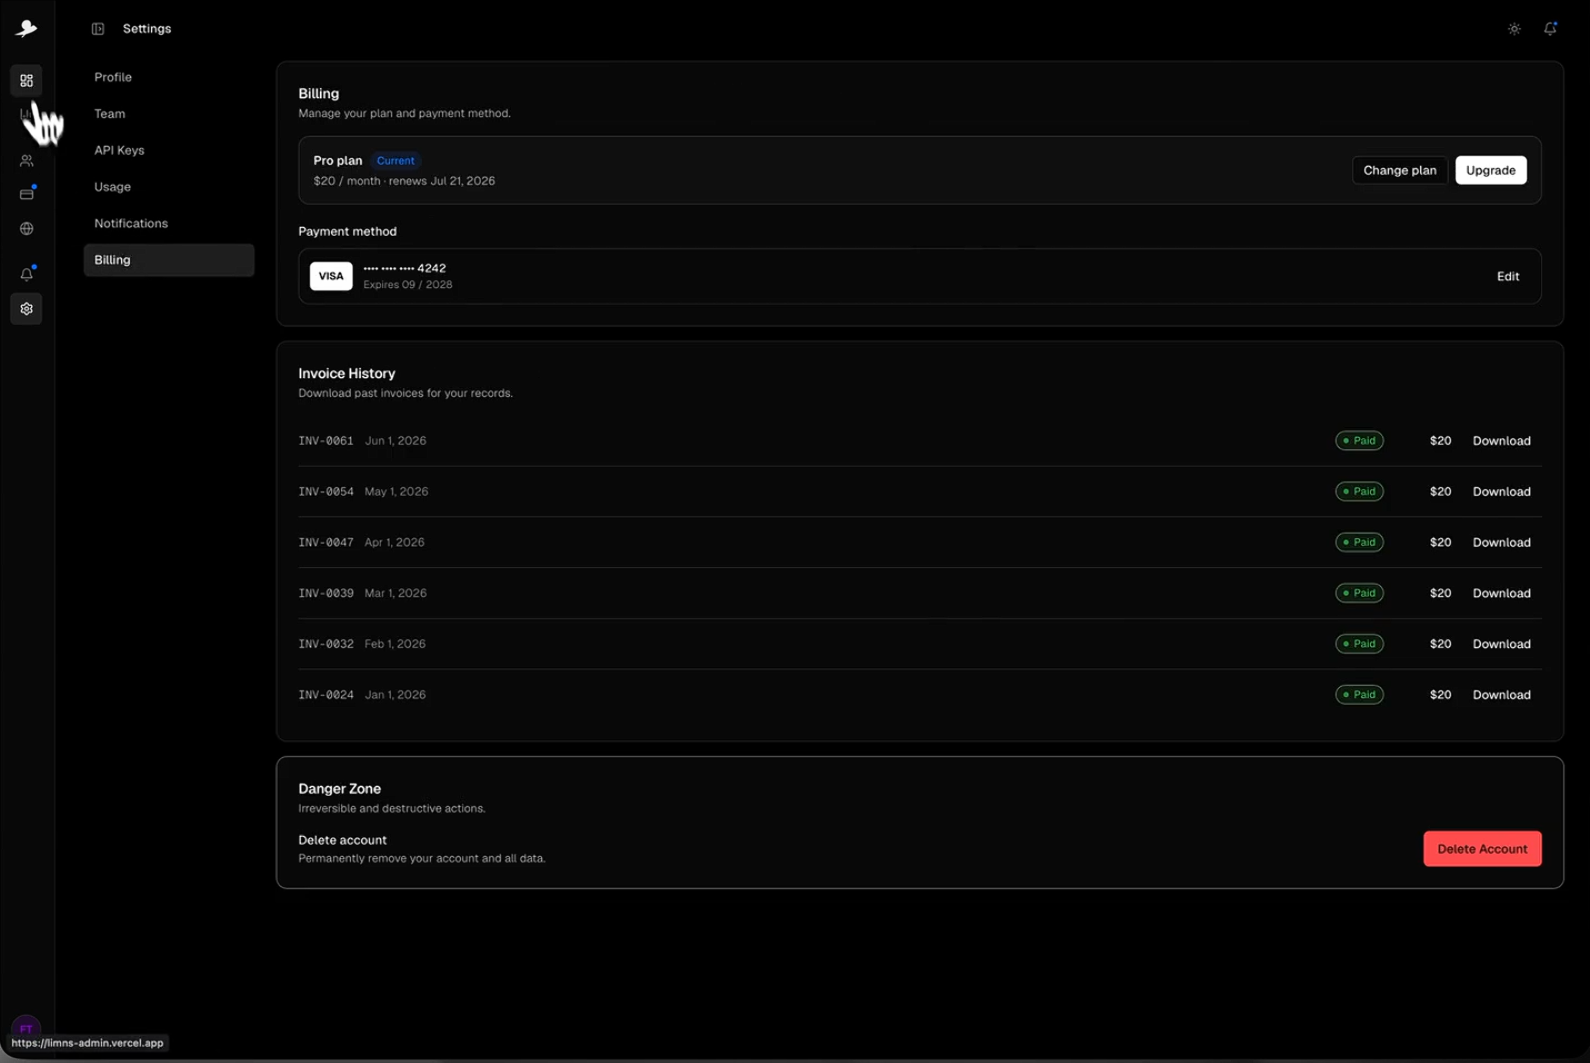 Settings
Profile
Team
API Keys
Usage
Notifications
Billing
Billing
Manage your plan and payment method.
Pro plan Current
$20 / month · renews Jul 21, 2026
Change plan
Upgrade
Payment method
VISA
•••• •••• •••• 4242
Expires 09 / 2028
Edit
Invoice History
Download past invoices for your records.
INV-0061 Jun 1, 2026 Paid $20 Download
INV-0054 May 1, 2026 Paid $20 Download
INV-0047 Apr 1, 2026 Paid $20 Download
INV-0039 Mar 1, 2026 Paid $20 Download
INV-0032 Feb 1, 2026 Paid $20 Download
INV-0024 Jan 1, 2026 Paid $20 Download
Danger Zone
Irreversible and destructive actions.
Delete account
Permanently remove your account and all data.
Delete Account
FT
https://limns-admin.vercel.app